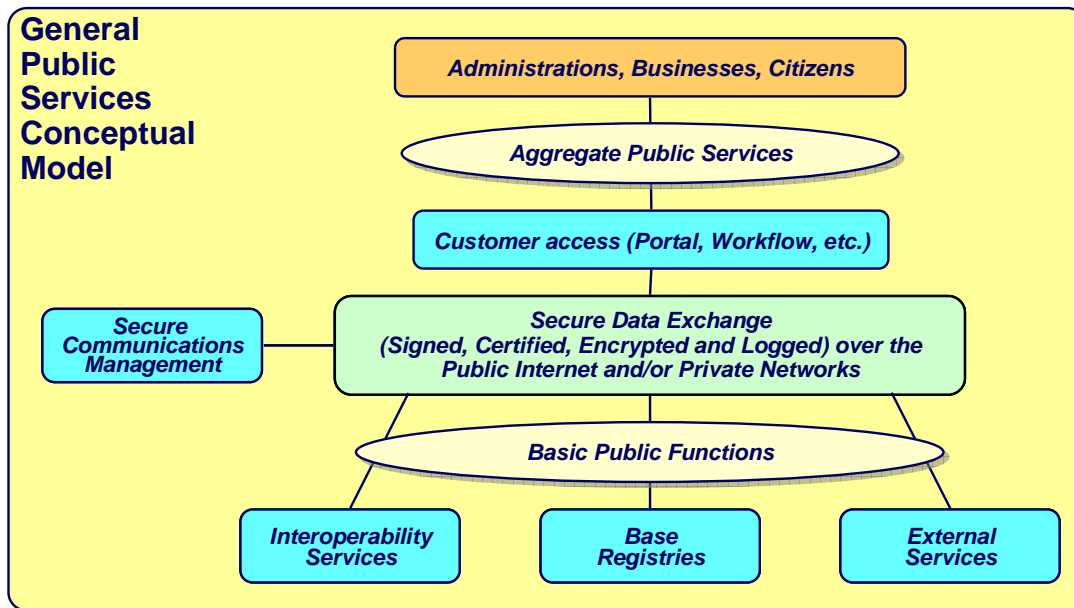 General
Public
Services
Conceptual
Model
Administrations, Businesses, Citizens
Aggregate Public Services
Customer access (Portal, Workflow, etc.)
Secure
Communications
Management
Secure Data Exchange
(Signed, Certified, Encrypted and Logged) over the
Public Internet and/or Private Networks
Basic Public Functions
Interoperability
Services
Base
Registries
External
Services